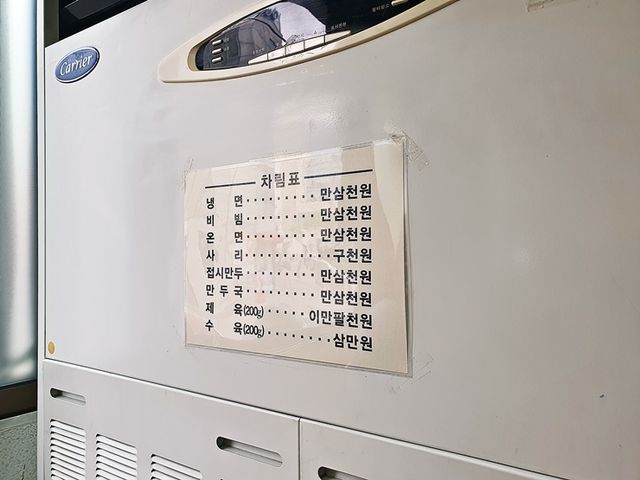 Carrier
차림표
냉 면 ········· 만삼천원
비 빔 ········· 만삼천원
온 면 ········· 만삼천원
사 리 ··········· 구천원
접시만두 ········· 만삼천원
만 두 국 ········· 만삼천원
제 육(200g) ······ 이만팔천원
수 육(200g) ········ 삼만원